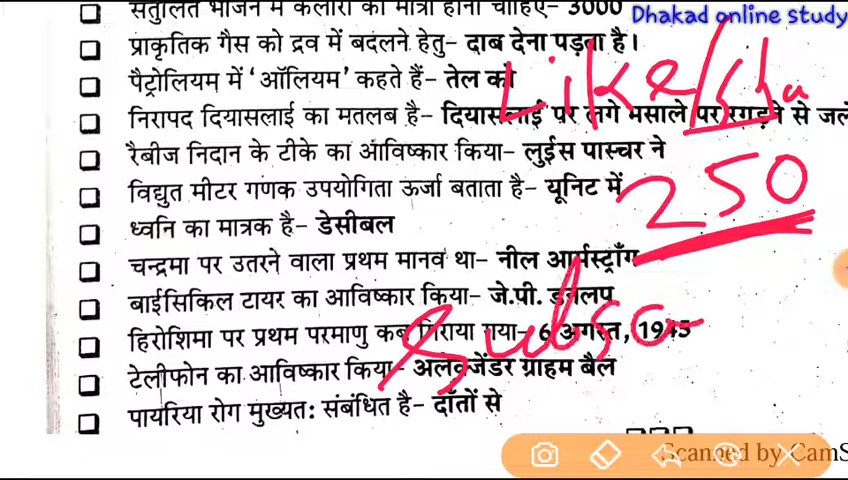 संतुलित भोजन में कैलोरी की मात्रा होनी चाहिए- 3000
Dhakad online study
प्राकृतिक गैस को द्रव में बदलने हेतु- दाब देना पड़ता है।
पैट्रोलियम में 'ऑलियम' कहते हैं- तेल को
Like/Sha
निरापद दियासलाई का मतलब है- दियासलाई पर लगे मसाले पर रगड़ने से जले
रैबीज निदान के टीके का आविष्कार किया- लुईस पास्चर ने
विद्युत मीटर गणक उपयोगिता ऊर्जा बताता है- यूनिट में
250
ध्वनि का मात्रक है- डेसीबल
चन्द्रमा पर उतरने वाला प्रथम मानव था- नील आर्मस्ट्राँग
बाईसिकिल टायर का आविष्कार किया- जे.पी. डनलप
हिरोशिमा पर प्रथम परमाणु कब गिराया गया- 6 अगस्त, 1945
Subsc
टेलीफोन का आविष्कार किया- अलेक्जेंडर ग्राहम बैल
पायरिया रोग मुख्यत: संबंधित है- दाँतों से
Scanned by CamS